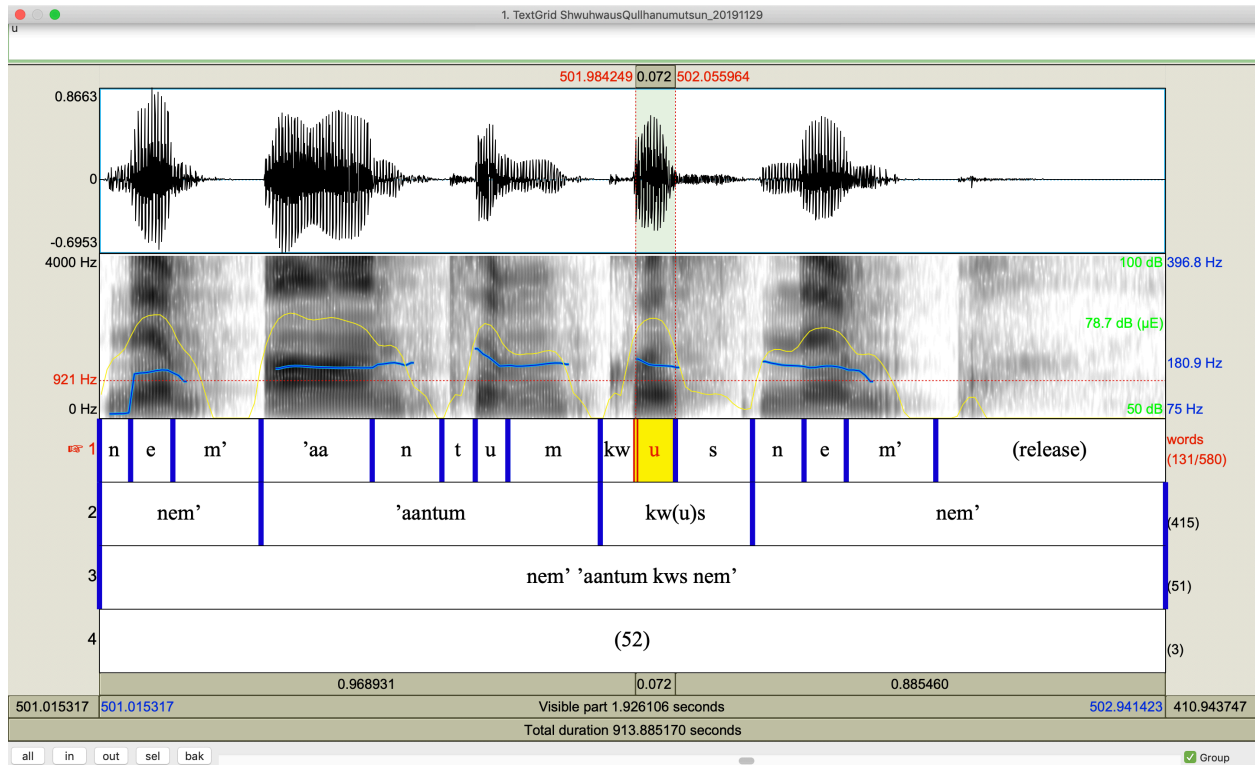 1. TextGrid ShwuhwausQullhanumutsun_20191129
u
501.984249 0.072 502.055964
0.8663
0
-0.6953
4000 Hz 100 dB 396.8 Hz
78.7 dB (µE)
180.9 Hz
921 Hz
0 Hz 50 dB 75 Hz
☞ 1 n e m’ ’aa n t u m kw u s n e m’ (release) words
(131/580)
2 nem’ ’aantum kw(u)s nem’ (415)
3 nem’ ’aantum kws nem’ (51)
4 (52) (3)
0.968931 0.072 0.885460
501.015317 501.015317 Visible part 1.926106 seconds 502.941423 410.943747
Total duration 913.885170 seconds
all in out sel bak Group